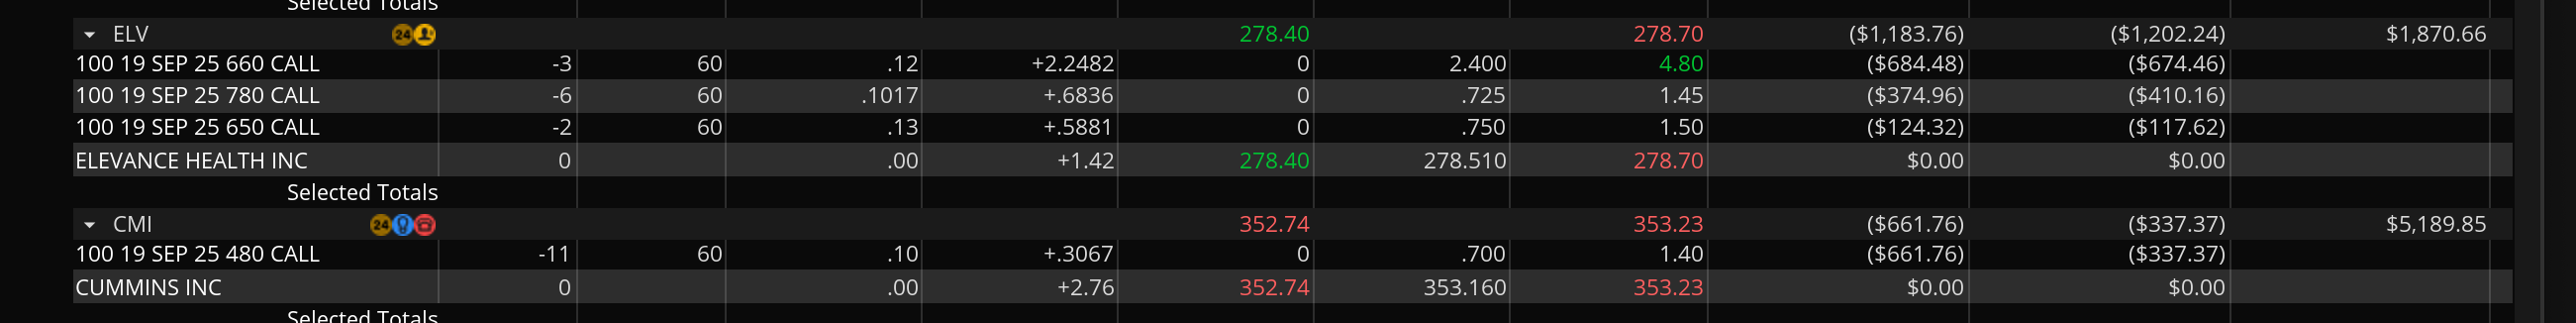 Selected Totals
ELV 24 278.40 278.70 ($1,183.76) ($1,202.24) $1,870.66
100 19 SEP 25 660 CALL -3 60 .12 +2.2482 0 2.400 4.80 ($684.48) ($674.46)
100 19 SEP 25 780 CALL -6 60 .1017 +.6836 0 .725 1.45 ($374.96) ($410.16)
100 19 SEP 25 650 CALL -2 60 .13 +.5881 0 .750 1.50 ($124.32) ($117.62)
ELEVANCE HEALTH INC 0 .00 +1.42 278.40 278.510 278.70 $0.00 $0.00
Selected Totals
CMI 24 352.74 353.23 ($661.76) ($337.37) $5,189.85
100 19 SEP 25 480 CALL -11 60 .10 +.3067 0 .700 1.40 ($661.76) ($337.37)
CUMMINS INC 0 .00 +2.76 352.74 353.160 353.23 $0.00 $0.00
Selected Totals